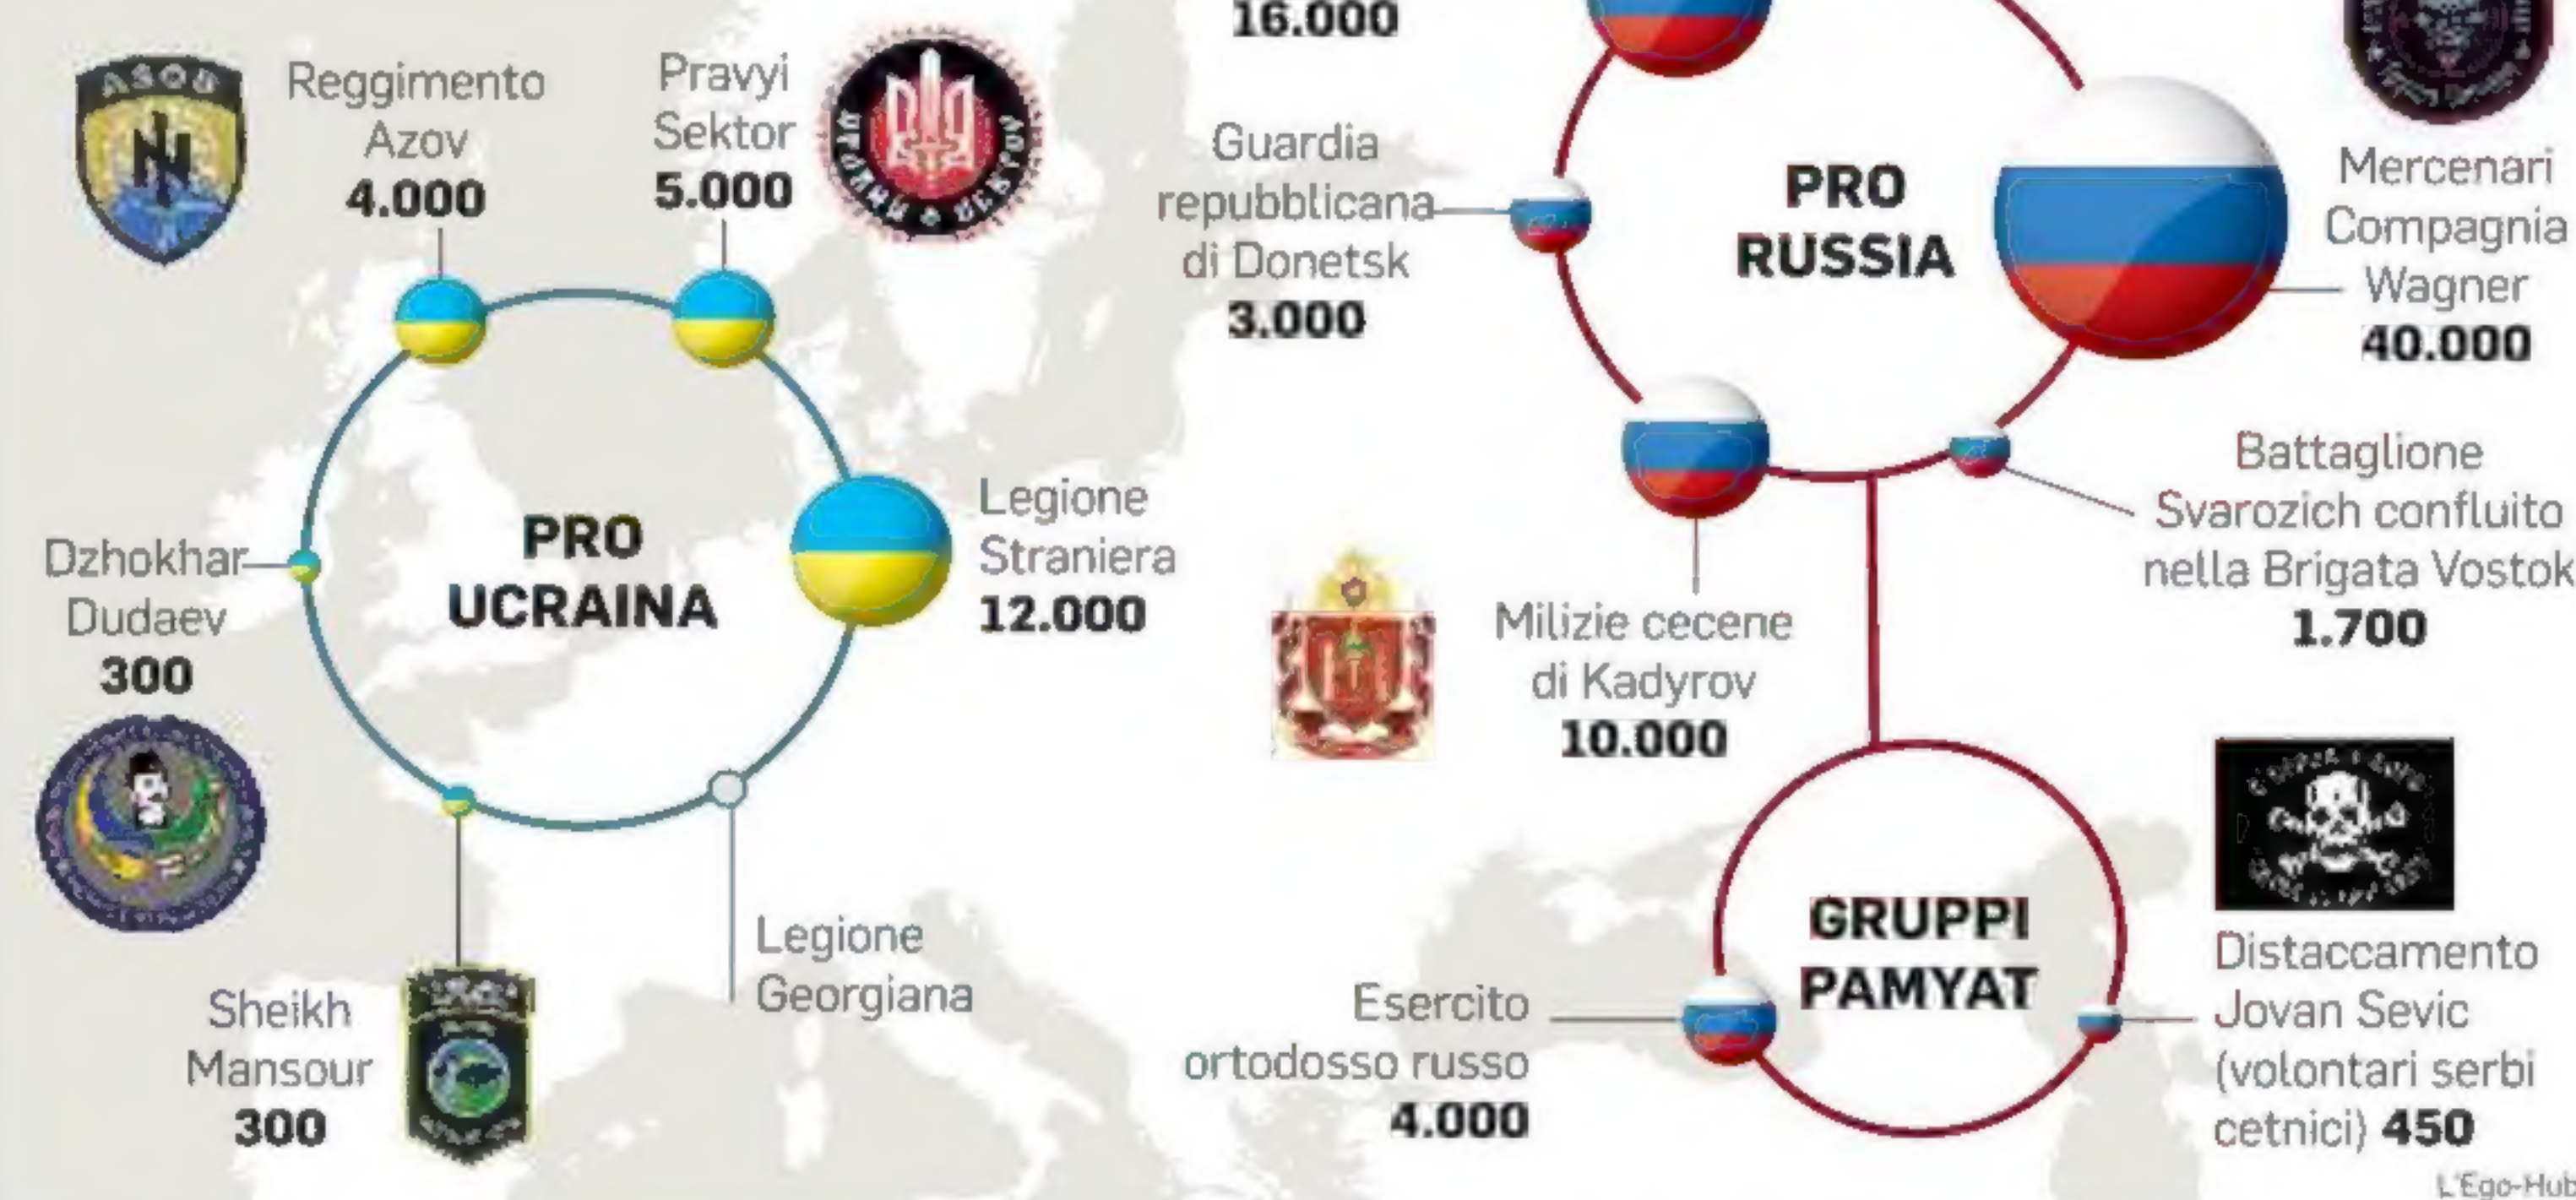 ASOU
Reggimento
Azov
4.000
Pravyi
Sektor
5.000
PRO
UCRAINA
Legione
Straniera
12.000
Dzhokhar
Dudaev
300
Sheikh
Mansour
300
Legione
Georgiana
16.000
Guardia
repubblicana
di Donetsk
3.000
PRO
RUSSIA
Mercenari
Compagnia
Wagner
40.000
Battaglione
Svarozich confluito
nella Brigata Vostok
1.700
Milizie cecene
di Kadyrov
10.000
GRUPPI
PAMYAT
Esercito
ortodosso russo
4.000
Distaccamento
Jovan Sevic
(volontari serbi
cetnici) 450
L'Ego-Hub